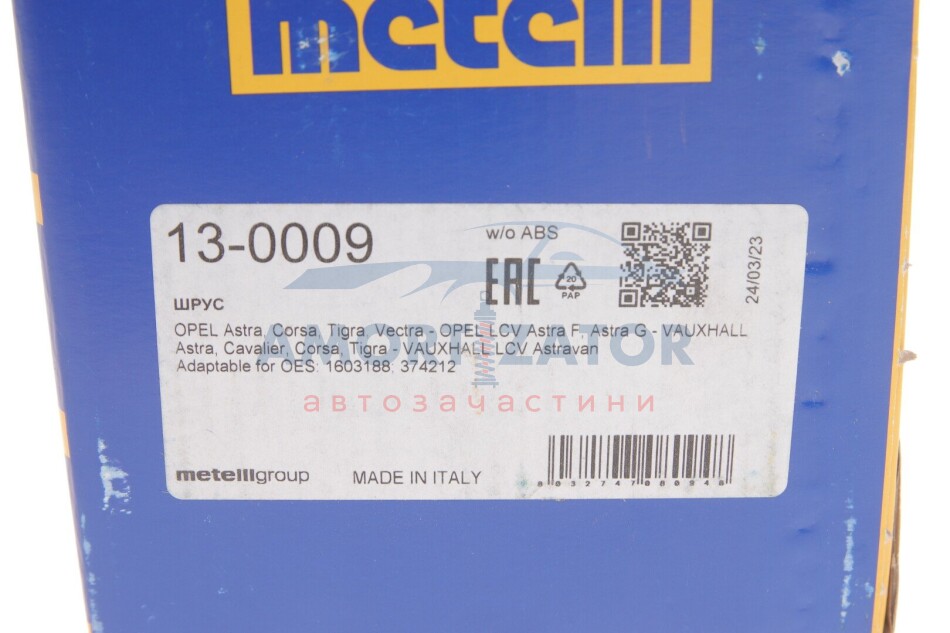 metelli
13-0009
w/o ABS
EAC
20
PAP
24/03/23
ШРУС
OPEL Astra, Corsa, Tigra, Vectra - OPEL LCV Astra F, Astra G - VAUXHALL
Astra, Cavalier, Corsa, Tigra - VAUXHALL LCV Astravan
Adaptable for OES: 1603188, 374212
AMORTIZATOR
автозачастини
metelligroup
MADE IN ITALY
8032747080948